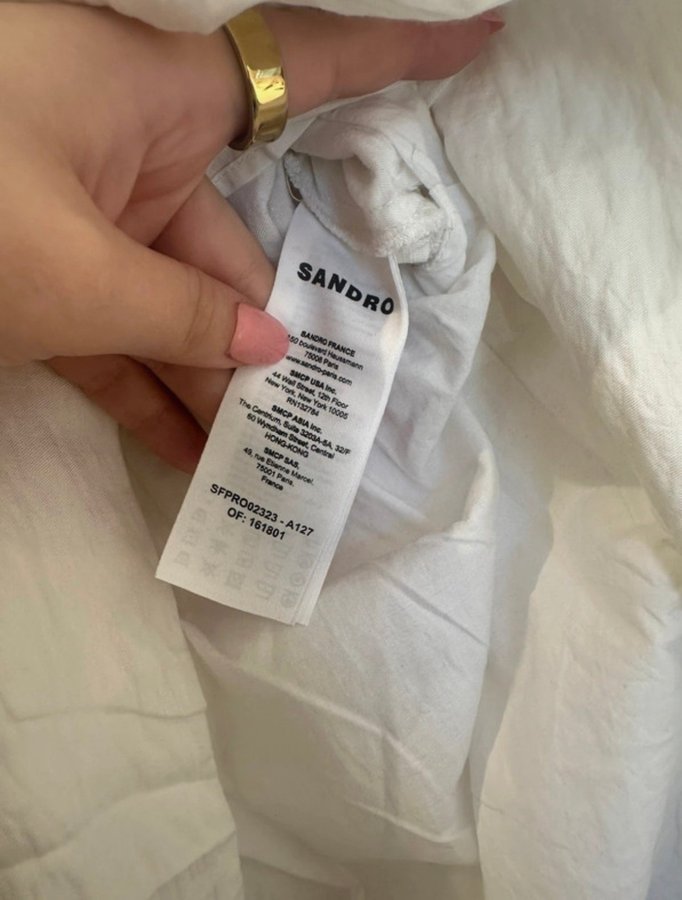 SANDRO
SANDRO FRANCE
150 boulevard Haussmann
75008 Paris
www.sandro-paris.com
SMCP USA Inc.
44 Wall Street, 12th Floor
New York, New York 10005
RN132784
SMCP ASIA Inc.
The Centrium, Suite 3203A-5A, 32/F
60 Wyndham Street, Central
HONG-KONG
SMCP SAS,
49, rue Etienne Marcel,
75001 Paris,
France
SFPRO02323 - A127
OF: 161801